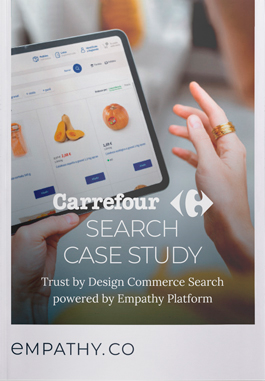 Carrefour
SEARCH
CASE STUDY
Trust by Design Commerce Search
powered by Empathy Platform
eMPATHY.CO